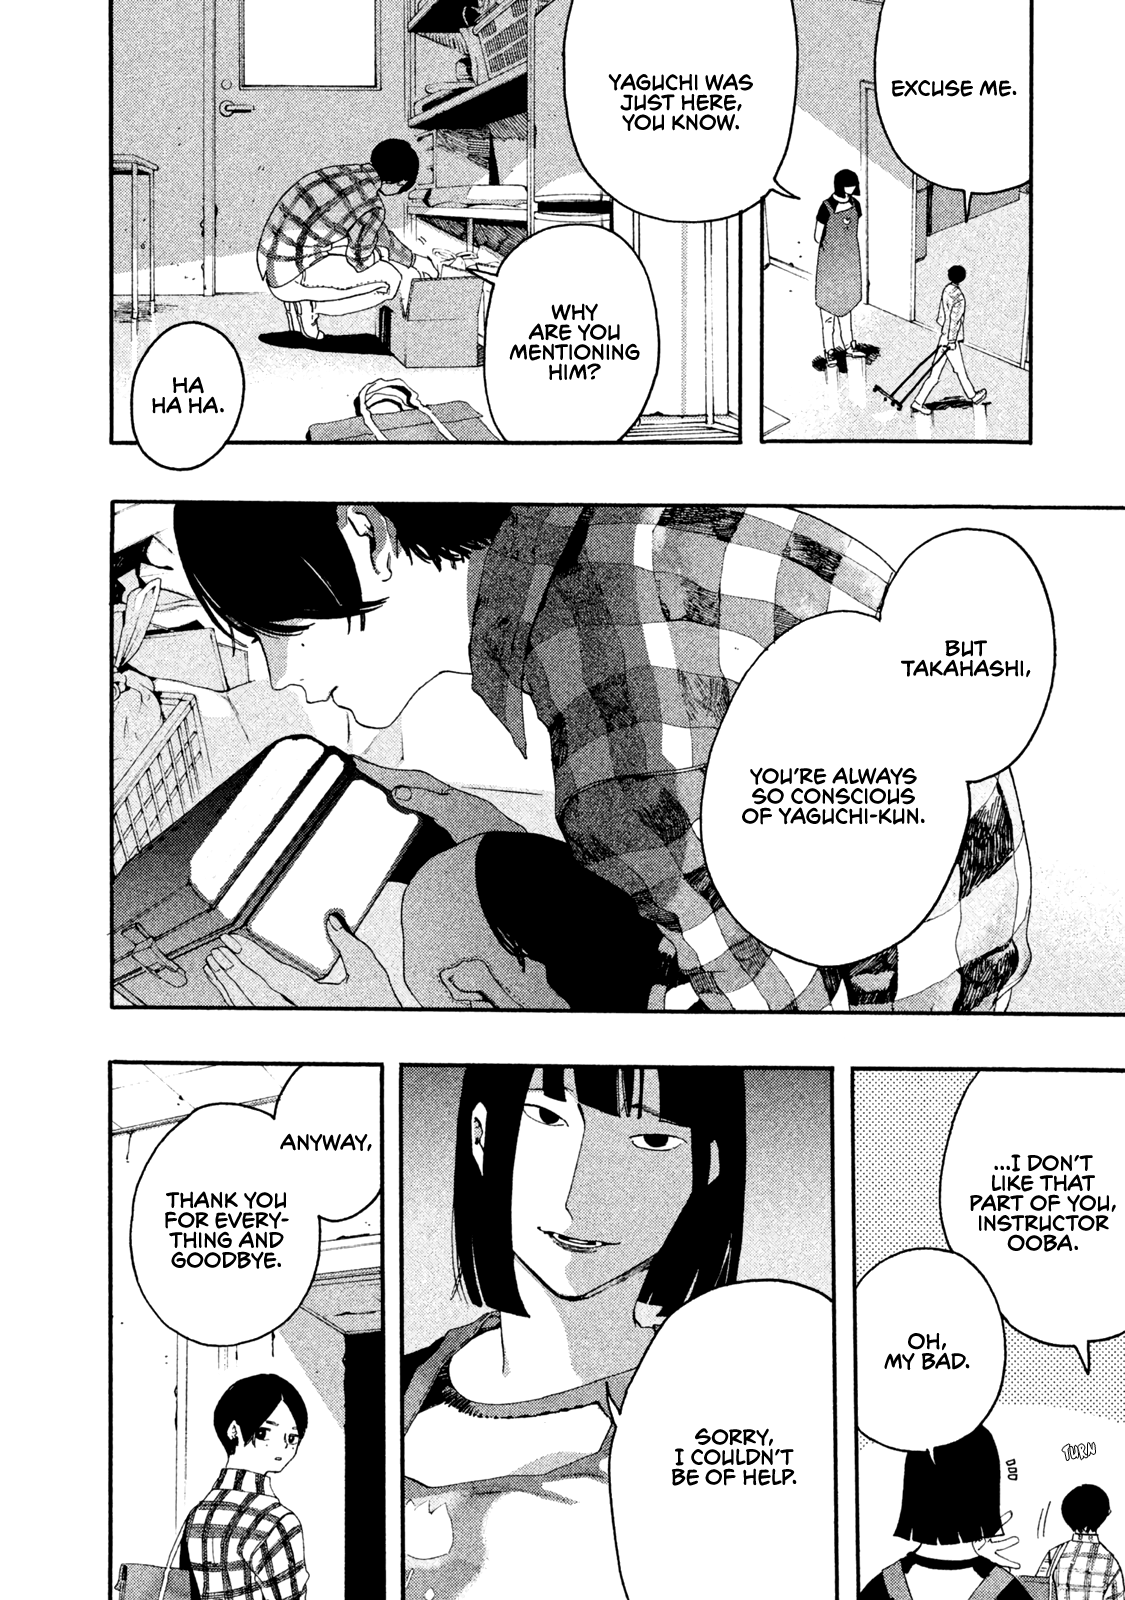 EXCUSE ME.
YAGUCHI WAS
JUST HERE,
YOU KNOW.
WHY
ARE YOU
MENTIONING
HIM?
HA
HA HA.
BUT
TAKAHASHI,
YOU'RE ALWAYS
SO CONSCIOUS
OF YAGUCHI-KUN.
...I DON'T
LIKE THAT
PART OF YOU,
INSTRUCTOR
OOBA.
OH,
MY BAD.
TURN
SORRY,
I COULDN'T
BE OF HELP.
ANYWAY,
THANK YOU
FOR EVERY-
THING AND
GOODBYE.